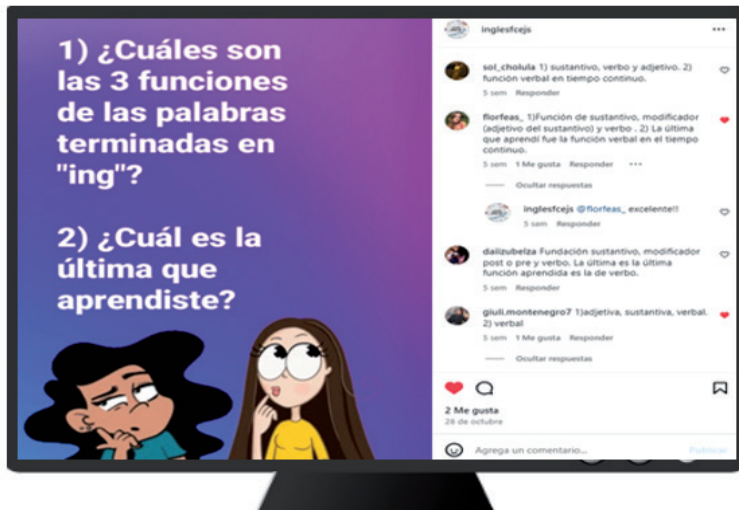 1) ¿Cuáles son
las 3 funciones
de las palabras
terminadas en
"ing"?
2) ¿Cuál es la
última que
aprendiste?
inglesfcejs
sol_cholula 1) sustantivo, verbo y adjetivo. 2)
función verbal en tiempo continuo.
5 sem Responder
florfeas_ 1)Función de sustantivo, modificador
(adjetivo del sustantivo) y verbo . 2) La última
que aprendí fue la función verbal en el tiempo
continuo.
5 sem 1 Me gusta Responder
Ocultar respuestas
inglesfcejs @florfeas_ excelente!!
5 sem Responder
dailizubelza Fundación sustantivo, modificador
post o pre y verbo. La última es la última
función aprendida es la de verbo.
5 sem Responder
giuli.montenegro7 1)adjetiva, sustantiva, verbal.
2) verbal
5 sem 1 Me gusta Responder
Ocultar respuestas
2 Me gusta
28 de octubre
Agrega un comentario...
Publicar